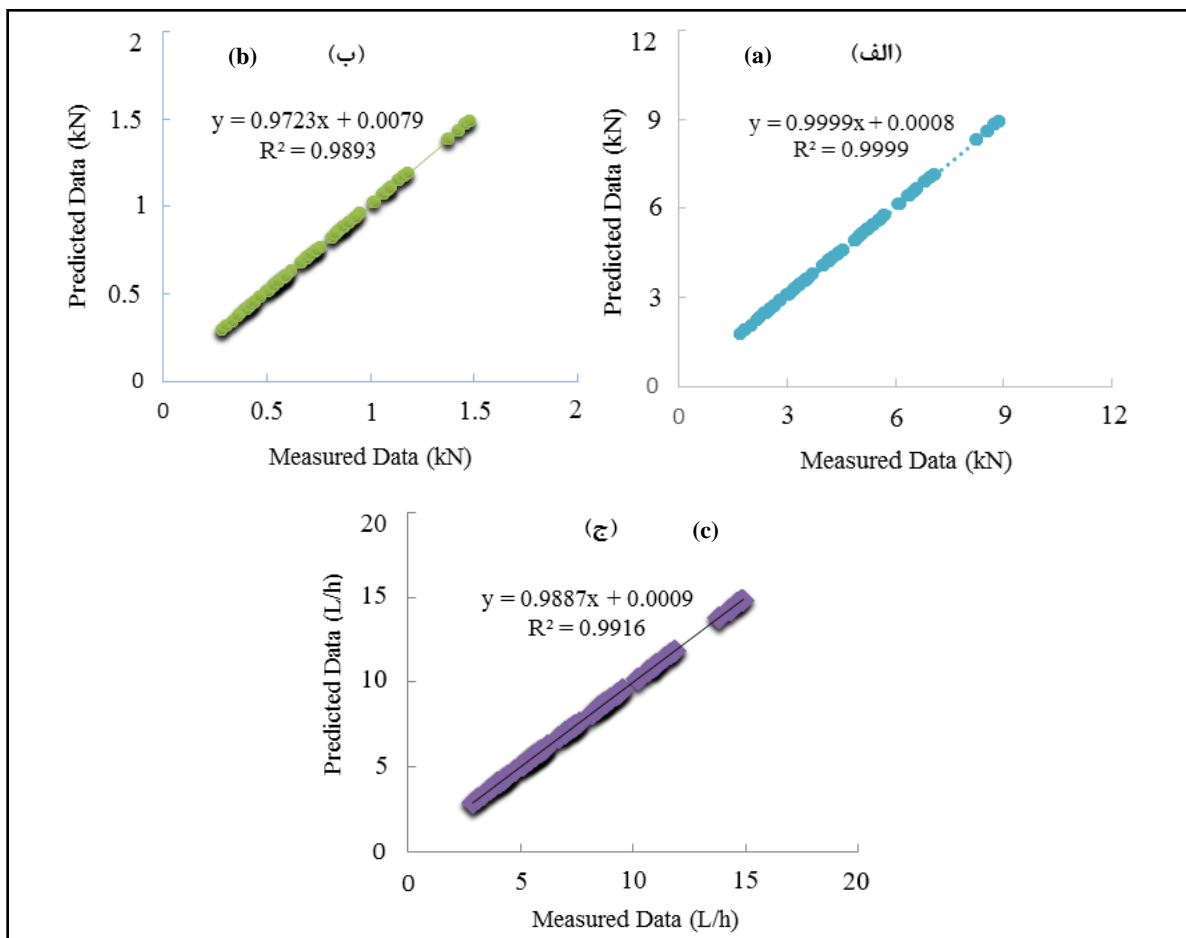 (b) (ب)
y = 0.9723x + 0.0079
R² = 0.9893
Predicted Data (kN)
2
1.5
1
0.5
0
0 0.5 1 1.5 2
Measured Data (kN)
(a) (الف)
y = 0.9999x + 0.0008
R² = 0.9999
Predicted Data (kN)
12
9
6
3
0
0 3 6 9 12
Measured Data (kN)
(ج) (c)
y = 0.9887x + 0.0009
R² = 0.9916
Predicted Data (L/h)
20
15
10
5
0
0 5 10 15 20
Measured Data (L/h)